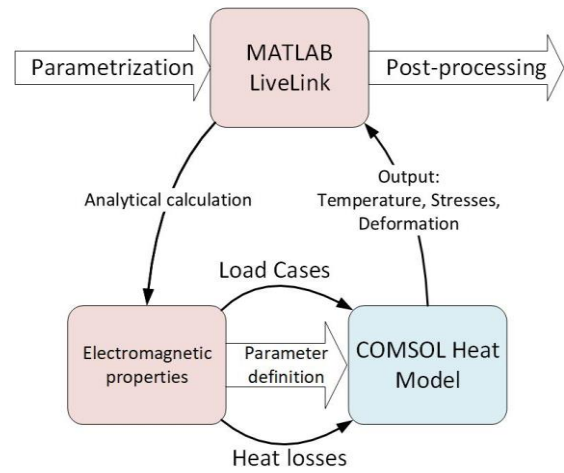 Parametrization
MATLAB
LiveLink
Post-processing
Analytical calculation
Output:
Temperature, Stresses,
Deformation
Load Cases
Electromagnetic
properties
Parameter
definition
COMSOL Heat
Model
Heat losses